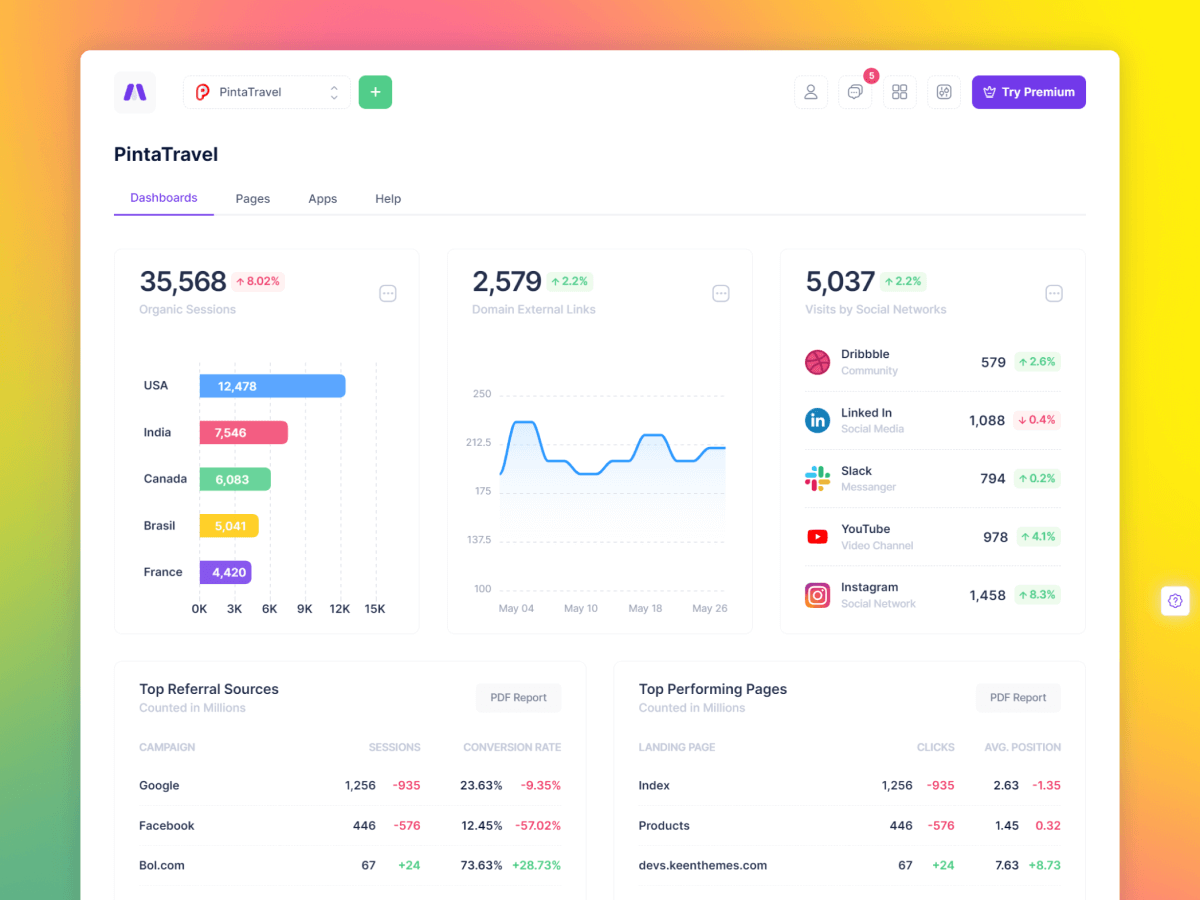 PintaTravel
+
5
Try Premium
PintaTravel
Dashboards Pages Apps Help
35,568 ↑ 8.02%
Organic Sessions
USA 12,478
India 7,546
Canada 6,083
Brasil 5,041
France 4,420
0K 3K 6K 9K 12K 15K
2,579 ↑ 2.2%
Domain External Links
250
212.5
175
137.5
100
May 04 May 10 May 18 May 26
5,037 ↑ 2.2%
Visits by Social Networks
Dribbble 579 ↑ 2.6%
Community
in
Linked In 1,088 ↓ 0.4%
Social Media
Slack 794 ↑ 0.2%
Messanger
YouTube 978 ↑ 4.1%
Video Channel
Instagram 1,458 ↑ 8.3%
Social Network
Top Referral Sources
Counted in Millions
PDF Report
CAMPAIGN SESSIONS CONVERSION RATE
Google 1,256 -935 23.63% -9.35%
Facebook 446 -576 12.45% -57.02%
Bol.com 67 +24 73.63% +28.73%
Top Performing Pages
Counted in Millions
PDF Report
LANDING PAGE CLICKS AVG. POSITION
Index 1,256 -935 2.63 -1.35
Products 446 -576 1.45 0.32
devs.keenthemes.com 67 +24 7.63 +8.73
?